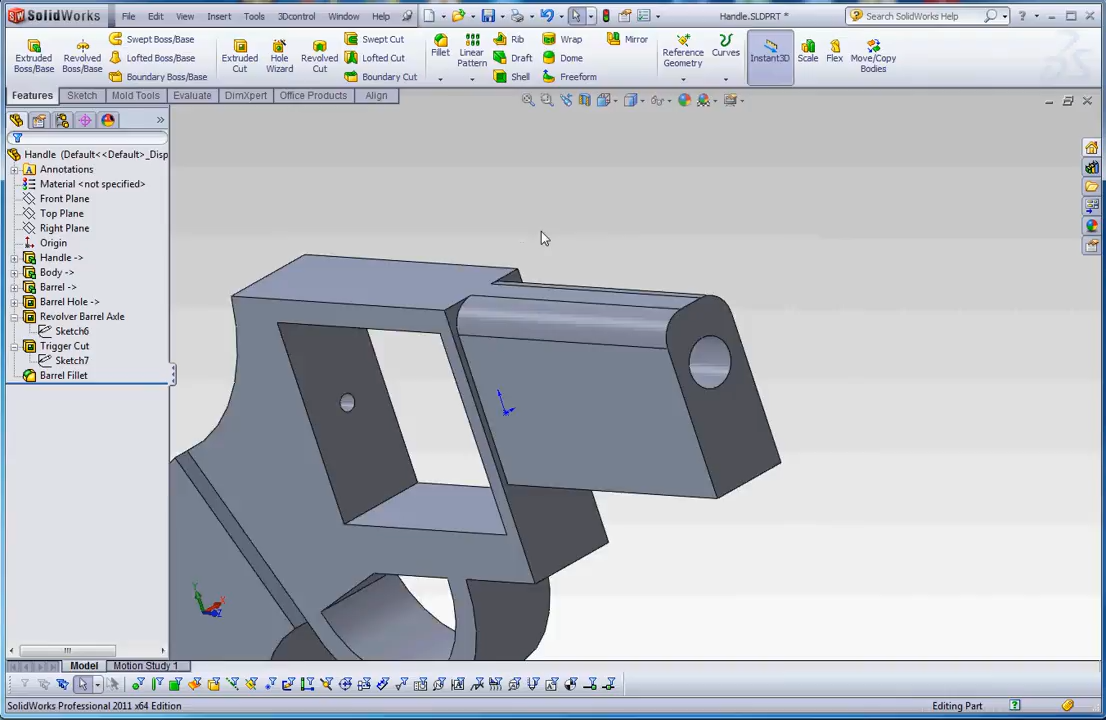 SolidWorks File Edit View Insert Tools 3Dcontrol Window Help Handle.SLDPRT * Search SolidWorks Help
Extruded Boss/Base
Revolved Boss/Base
Swept Boss/Base
Lofted Boss/Base
Boundary Boss/Base
Extruded Cut
Hole Wizard
Revolved Cut
Swept Cut
Lofted Cut
Boundary Cut
Fillet
Linear Pattern
Rib
Draft
Shell
Wrap
Dome
Freeform
Mirror
Reference Geometry
Curves
Instant3D
Scale
Flex
Move/Copy Bodies
Features Sketch Mold Tools Evaluate DimXpert Office Products Align
Handle (Default<<Default>_Disp
Annotations
Material <not specified>
Front Plane
Top Plane
Right Plane
Origin
Handle ->
Body ->
Barrel ->
Barrel Hole ->
Revolver Barrel Axle
Sketch6
Trigger Cut
Sketch7
Barrel Fillet
Y
X
Z
Model Motion Study 1
SolidWorks Professional 2011 x64 Edition Editing Part